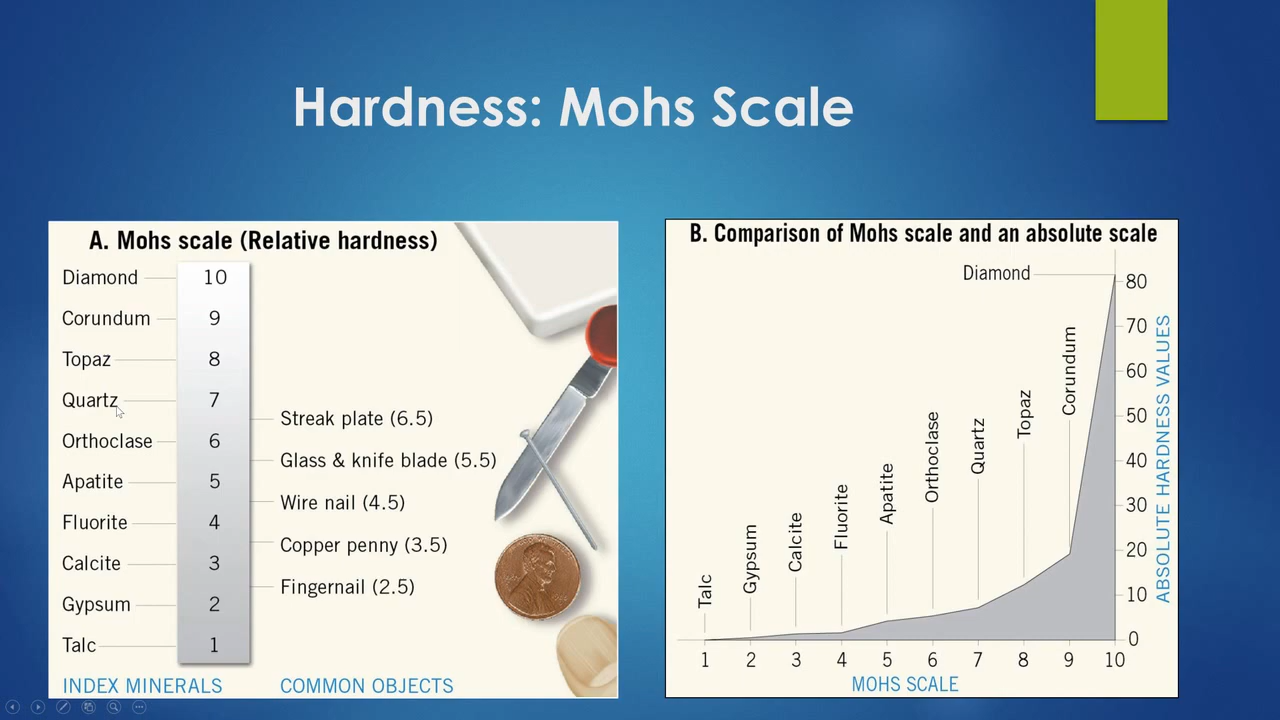 Hardness: Mohs Scale
A. Mohs scale (Relative hardness)
Diamond 10
Corundum 9
Topaz 8
Quartz 7
Streak plate (6.5)
Orthoclase 6
Glass & knife blade (5.5)
Apatite 5
Wire nail (4.5)
Fluorite 4
Copper penny (3.5)
Calcite 3
Fingernail (2.5)
Gypsum 2
Talc 1
INDEX MINERALS
COMMON OBJECTS
B. Comparison of Mohs scale and an absolute scale
Diamond
Talc
Gypsum
Calcite
Fluorite
Apatite
Orthoclase
Quartz
Topaz
Corundum
80
70
60
50
40
30
20
10
0
ABSOLUTE HARDNESS VALUES
1 2 3 4 5 6 7 8 9 10
MOHS SCALE